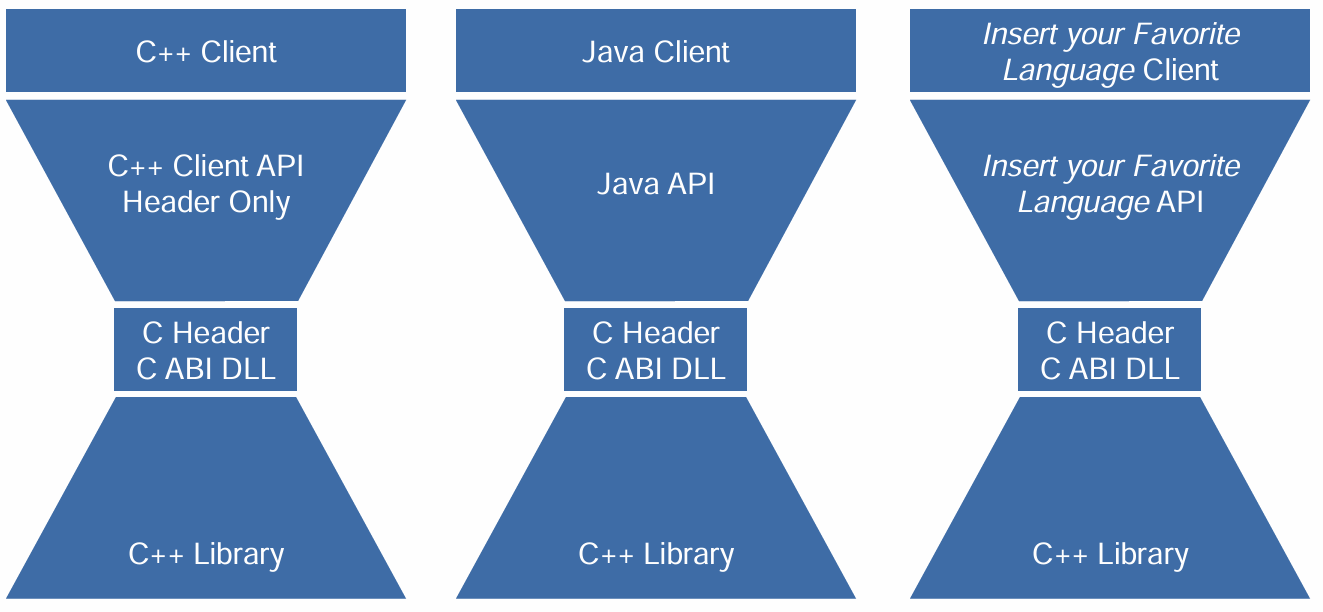 C++ Client
C++ Client API
Header Only
C Header
C ABI DLL
C++ Library
Java Client
Java API
C Header
C ABI DLL
C++ Library
Insert your Favorite
Language Client
Insert your Favorite
Language API
C Header
C ABI DLL
C++ Library